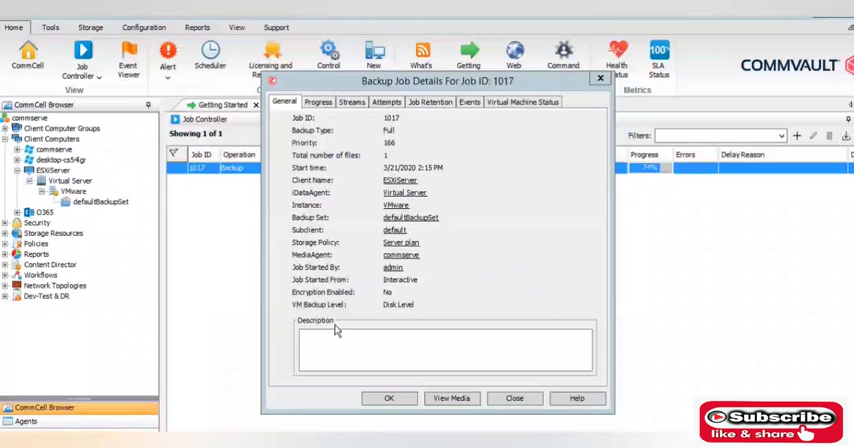 Home Tools Storage Configuration Reports View Support
CommCell Job Controller Event Viewer Alert Scheduler Licensing and Control New What's Getting Web Command Health Status SLA Status
100%
View Metrics
COMMVAULT
Backup Job Details For Job ID: 1017
CommCell Browser
Getting Started
commserve
Client Computer Groups
Client Computers
commserve
desktop-cs54lgr
ESXiServer
Virtual Server
VMware
defaultBackupSet
O365
Security
Storage Resources
Policies
Reports
Content Director
Workflows
Network Topologies
Dev-Test & DR
CommCell Browser
Agents
Job Controller
Showing 1 of 1
Filters:
Job ID Operation Progress Errors Delay Reason
1017 Backup 74%
General Progress Streams Attempts Job Retention Events Virtual Machine Status
Job ID: 1017
Backup Type: Full
Priority: 166
Total number of files: 1
Start time: 3/21/2020 2:15 PM
Client Name: ESXiServer
iDataAgent: Virtual Server
Instance: VMware
Backup Set: defaultBackupSet
Subclient: default
Storage Policy: Server plan
MediaAgent: commserve
Job Started By: admin
Job Started From: Interactive
Encryption Enabled: No
VM Backup Level: Disk Level
Description
OK View Media Close Help
Subscribe
like & share